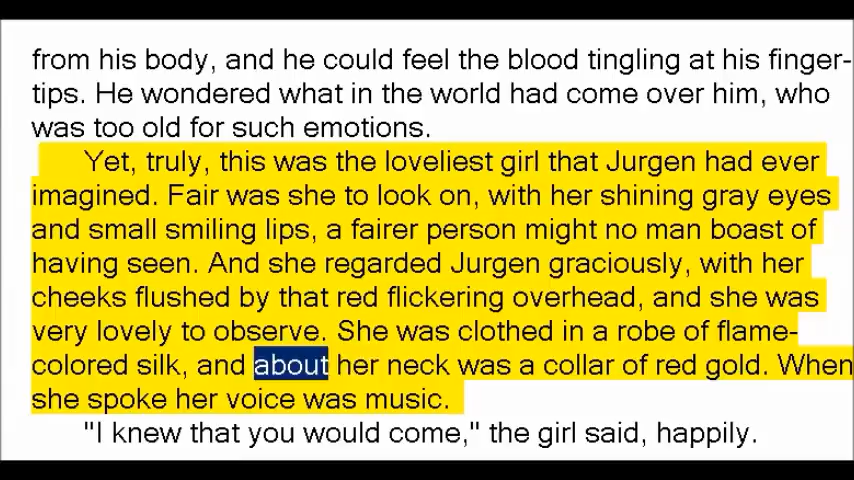 from his body, and he could feel the blood tingling at his finger-
tips. He wondered what in the world had come over him, who
was too old for such emotions.
Yet, truly, this was the loveliest girl that Jurgen had ever
imagined. Fair was she to look on, with her shining gray eyes
and small smiling lips, a fairer person might no man boast of
having seen. And she regarded Jurgen graciously, with her
cheeks flushed by that red flickering overhead, and she was
very lovely to observe. She was clothed in a robe of flame-
colored silk, and about her neck was a collar of red gold. When
she spoke her voice was music.
"I knew that you would come," the girl said, happily.